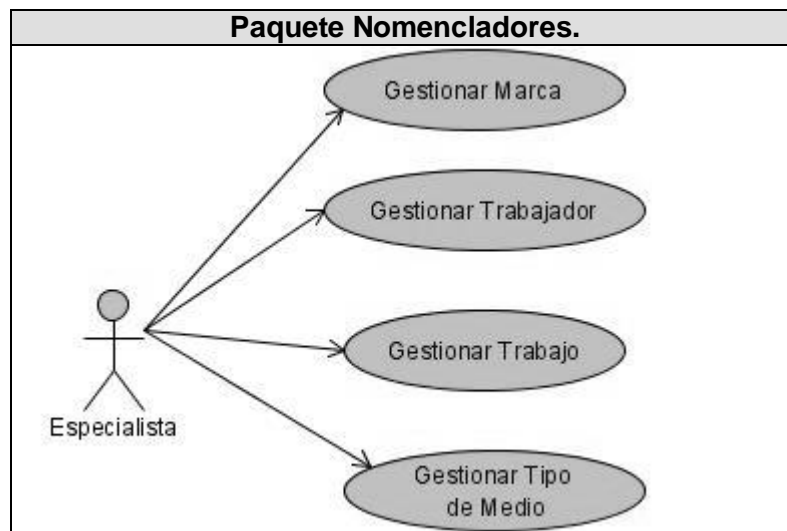 Paquete Nomencladores.
Gestionar Marca
Gestionar Trabajador
Gestionar Trabajo
Especialista
Gestionar Tipo
de Medio